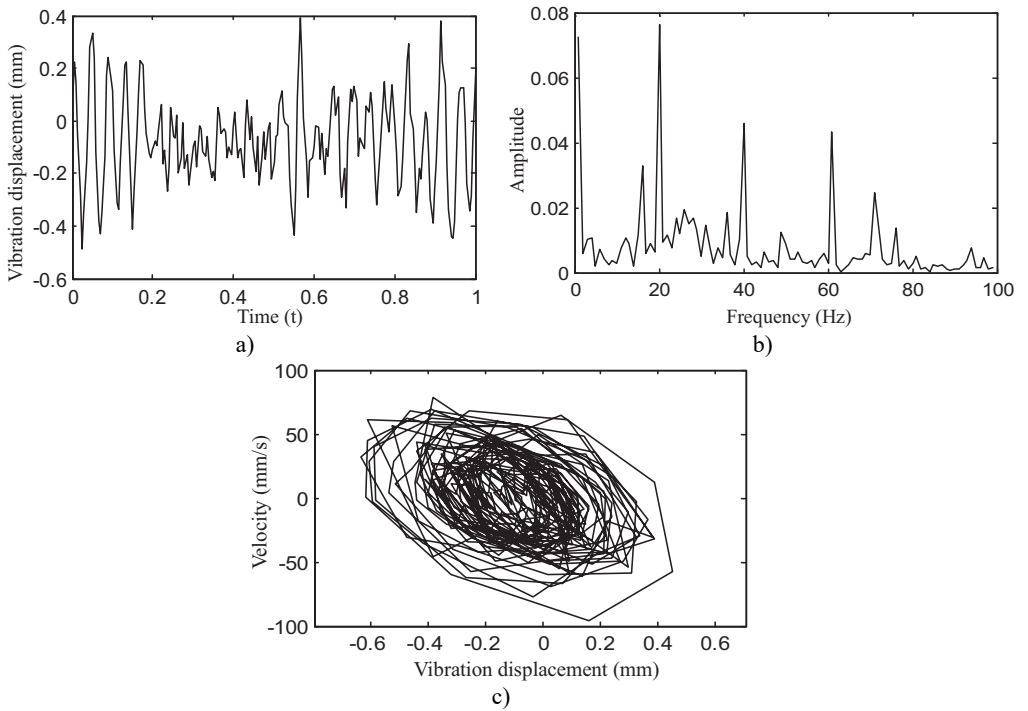 0.4
0.2
0
-0.2
-0.4
-0.6
Vibration displacement (mm)
0 0.2 0.4 0.6 0.8 1
Time (t)
a)
0.08
0.06
0.04
0.02
0
Amplitude
0 20 40 60 80 100
Frequency (Hz)
b)
100
50
0
-50
-100
Velocity (mm/s)
-0.6 -0.4 -0.2 0 0.2 0.4 0.6
Vibration displacement (mm)
c)